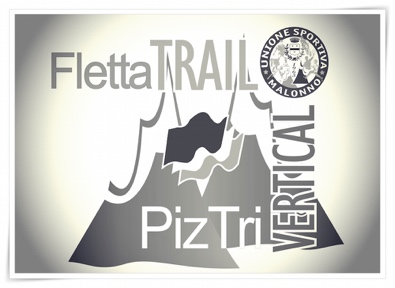 FlettaTRAIL
UNIONE SPORTIVA
MALONNO
PizTri
VERTICAL